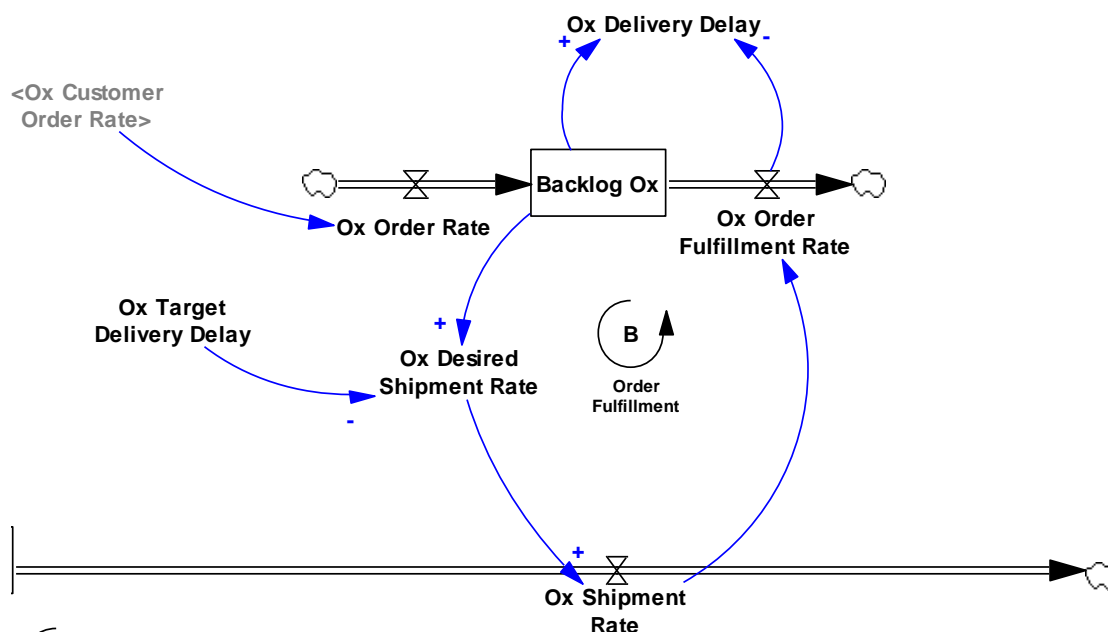 Ox Delivery Delay
+
-
<Ox Customer
Order Rate>
Backlog Ox
Ox Order Rate
Ox Order
Fulfillment Rate
Ox Target
Delivery Delay
+
B
Ox Desired
Shipment Rate
Order
Fulfillment
-
+
Ox Shipment
Rate